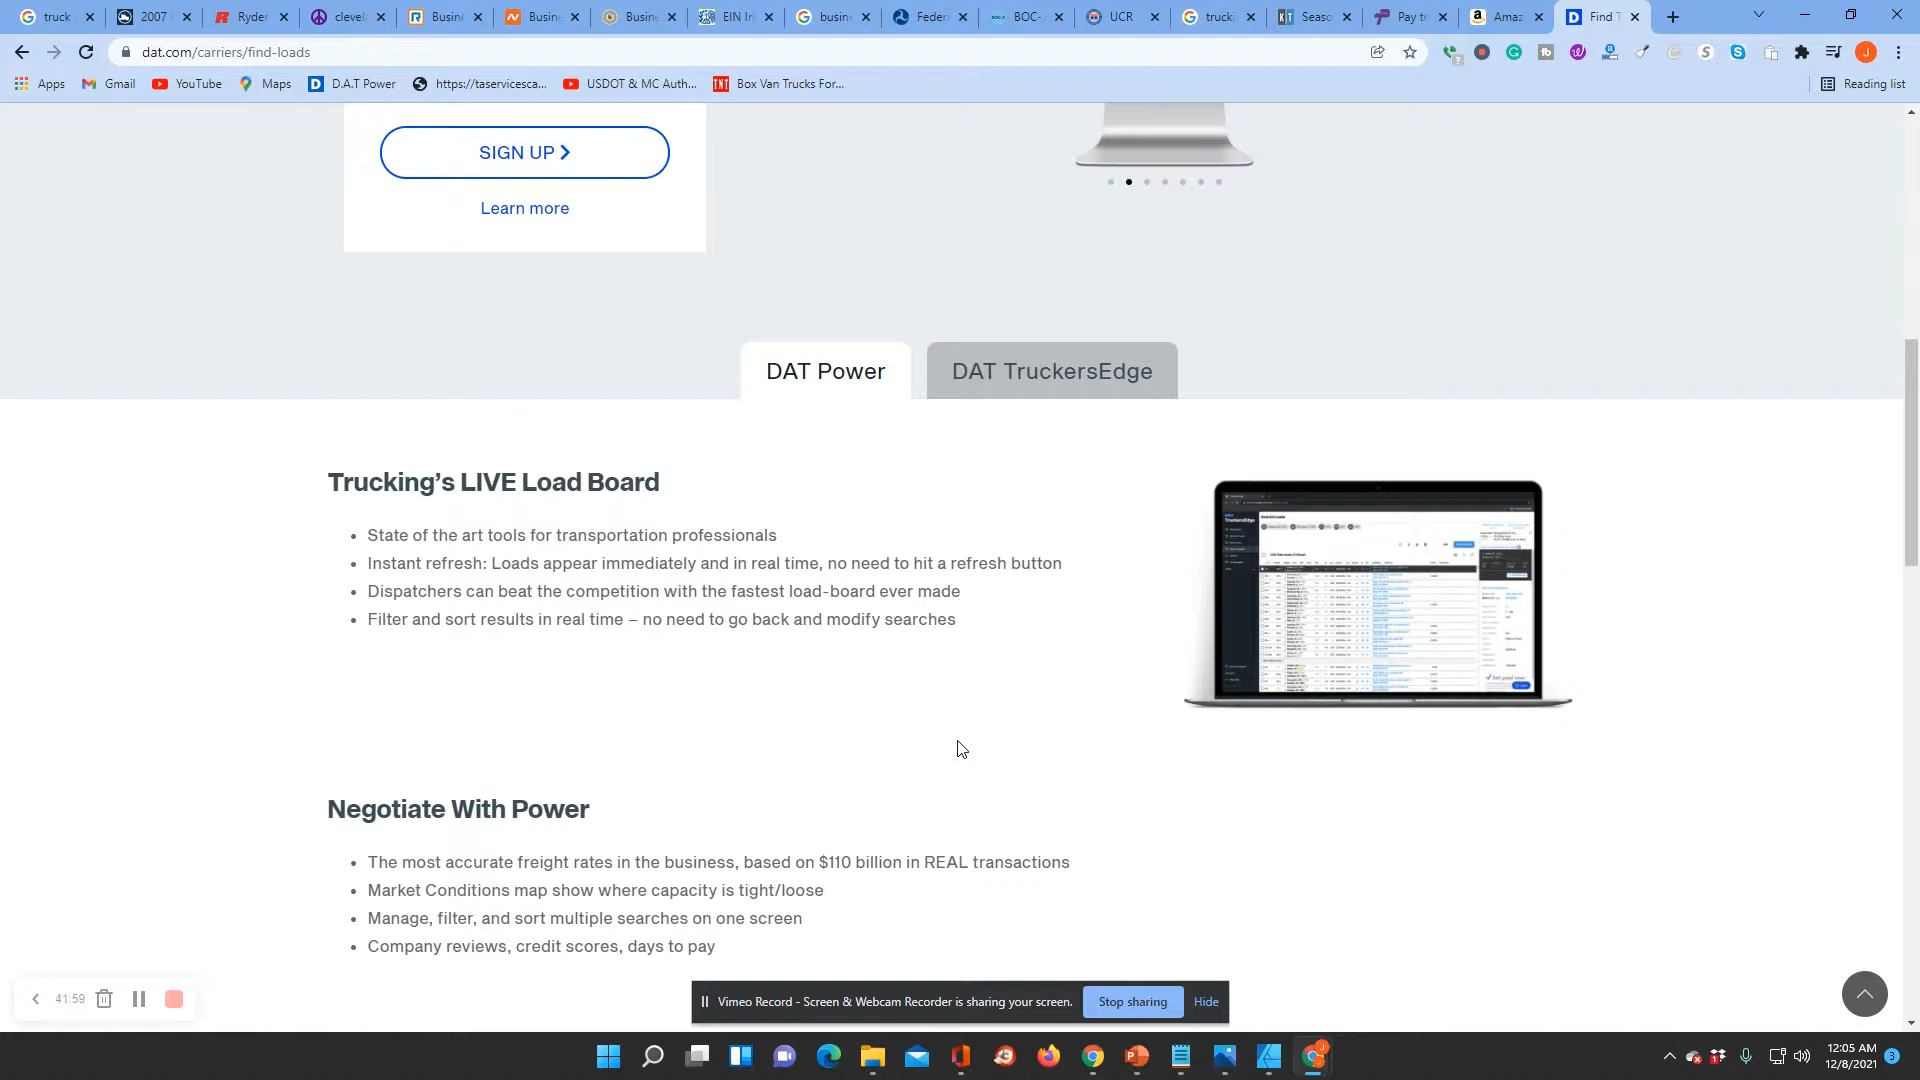 truck
2007
Ryder
clevel
Busine
Busine
Busine
EIN In
busine
Feder
BOC-
UCR
trucki
Seaso
Pay tr
Amaz
Find T
dat.com/carriers/find-loads
Apps
Gmail
YouTube
Maps
D.A.T Power
https://taservicesca...
USDOT & MC Auth...
Box Van Trucks For...
Reading list
SIGN UP
Learn more
DAT Power
DAT TruckersEdge
Trucking’s LIVE Load Board
• State of the art tools for transportation professionals
• Instant refresh: Loads appear immediately and in real time, no need to hit a refresh button
• Dispatchers can beat the competition with the fastest load-board ever made
• Filter and sort results in real time – no need to go back and modify searches
Negotiate With Power
• The most accurate freight rates in the business, based on $110 billion in REAL transactions
• Market Conditions map show where capacity is tight/loose
• Manage, filter, and sort multiple searches on one screen
• Company reviews, credit scores, days to pay
41:59
Vimeo Record - Screen & Webcam Recorder is sharing your screen.
Stop sharing
Hide
12:05 AM
12/8/2021
3